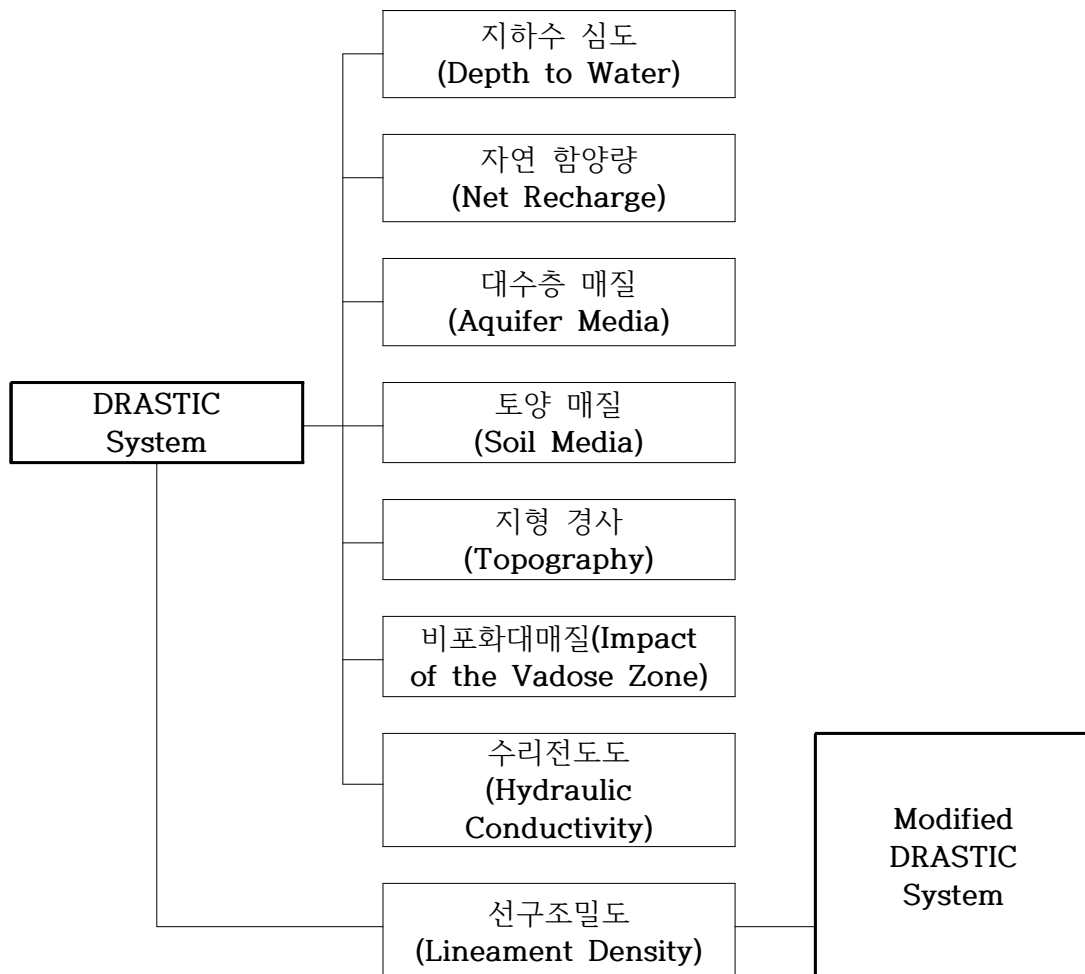 지하수 심도
(Depth to Water)
자연 함양량
(Net Recharge)
대수층 매질
(Aquifer Media)
DRASTIC
System
토양 매질
(Soil Media)
지형 경사
(Topography)
비포화대매질(Impact
of the Vadose Zone)
수리전도도
(Hydraulic
Conductivity)
Modified
DRASTIC
System
선구조밀도
(Lineament Density)